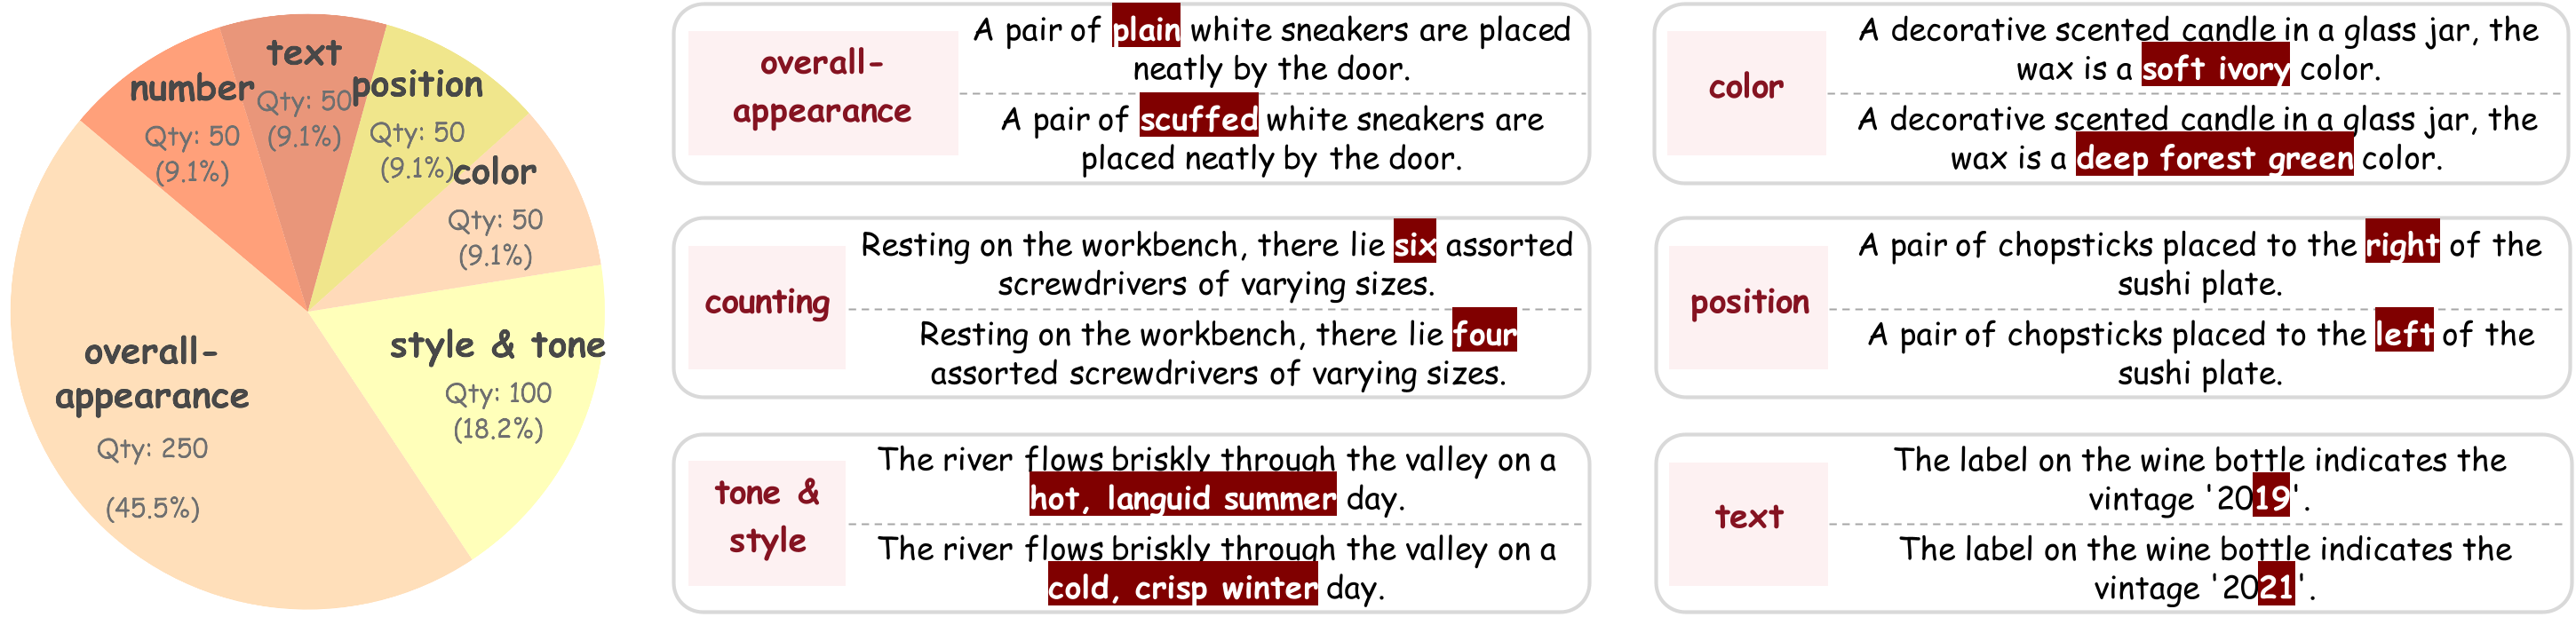 text
Qty: 50
(9.1%)
number
Qty: 50
(9.1%)
position
Qty: 50
(9.1%)
color
Qty: 50
(9.1%)
style & tone
Qty: 100
(18.2%)
overall-
appearance
Qty: 250
(45.5%)
overall-
appearance
A pair of plain white sneakers are placed
neatly by the door.
A pair of scuffed white sneakers are
placed neatly by the door.
color
A decorative scented candle in a glass jar, the
wax is a soft ivory color.
A decorative scented candle in a glass jar, the
wax is a deep forest green color.
counting
Resting on the workbench, there lie six assorted
screwdrivers of varying sizes.
Resting on the workbench, there lie four
assorted screwdrivers of varying sizes.
position
A pair of chopsticks placed to the right of the
sushi plate.
A pair of chopsticks placed to the left of the
sushi plate.
tone &
style
The river flows briskly through the valley on a
hot, languid summer day.
The river flows briskly through the valley on a
cold, crisp winter day.
text
The label on the wine bottle indicates the
vintage '2019'.
The label on the wine bottle indicates the
vintage '2021'.